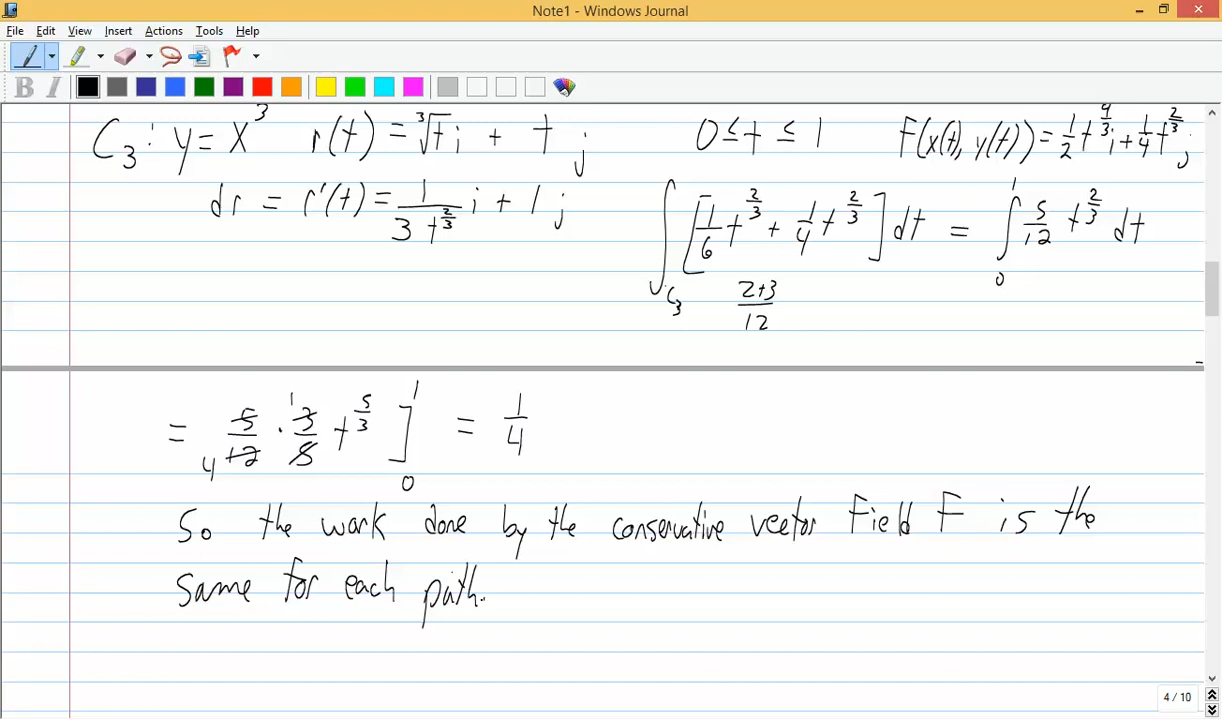 Note1 - Windows Journal
File Edit View Insert Actions Tools Help
B I
C₃: y = x³ r(t) = ∛t i + t j 0 ≤ t ≤ 1 F(x(t), y(t)) = 1/2 t^(4/3) i + 1/4 t^(2/3) j
dr = r'(t) = 1/(3 t^(2/3)) i + 1 j
∫_C₃ [1/6 t^(2/3) + 1/4 t^(2/3)] dt = ∫₀¹ 5/12 t^(2/3) dt
(2+3)/12
= 5/12 · 3/5 t^(5/3) ]₀¹ = 1/4
4 1
So the work done by the conservative vector Field F is the
same for each path.
4 / 10